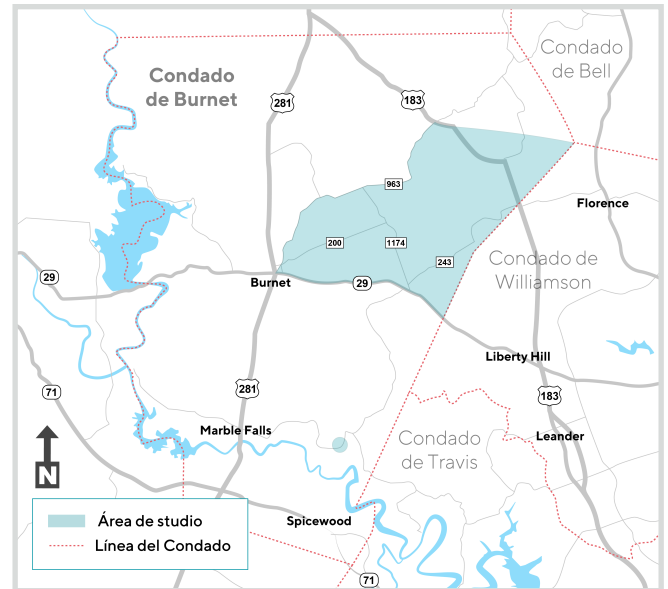 Condado
de Bell
Condado
de Burnet
281
183
963
Florence
200
1174
243
Condado de
Williamson
29
Burnet
29
Liberty Hill
281
71
183
Marble Falls
Leander
Condado
de Travis
N
Spicewood
Área de studio
Línea del Condado
71